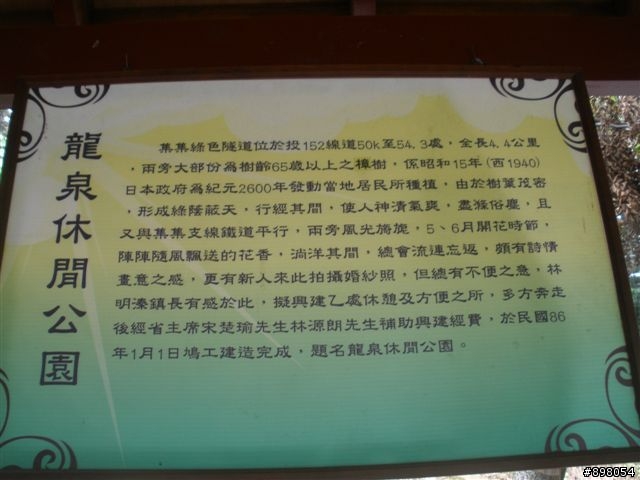 龍泉休閒公園
集集綠色隧道位於投152線道50k至54.3處，全長4.4公里
，兩旁大部份為樹齡65歲以上之樟樹，係昭和15年(西1940)
日本政府為紀元2600年發動當地居民所種植，由於樹葉茂密
，形成綠蔭蔽天，行經其間，使人神清氣爽，盡滌俗塵，且
又與集集支線鐵道平行，兩旁風光旖旎，5、6月開花時節，
陣陣隨風飄送的花香，淌洋其間，總會流連忘返，頗有詩情
畫意之感，更有新人來此拍攝婚紗照，但總有不便之急，林
明溱鎮長有感於此，擬興建乙處休憩及方便之所，多方奔走
後經省主席宋楚瑜先生林源朗先生補助興建經費，於民國86
年1月1日鳩工建造完成，題名龍泉休閒公園。
#898054